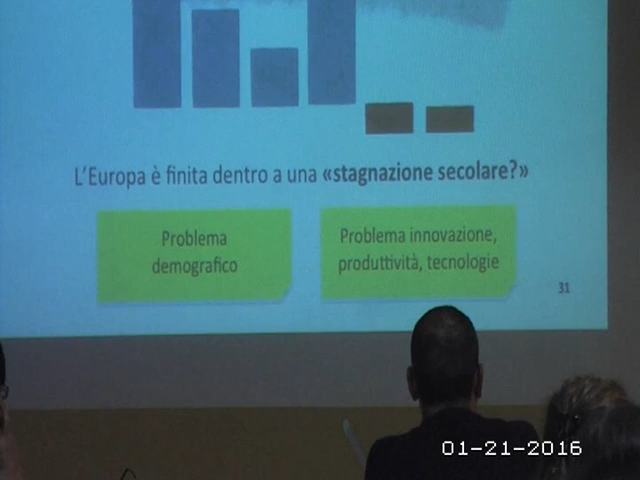 L'Europa è finita dentro a una «stagnazione secolare?»
Problema
demografico
Problema innovazione,
produttività, tecnologie
31
01-21-2016